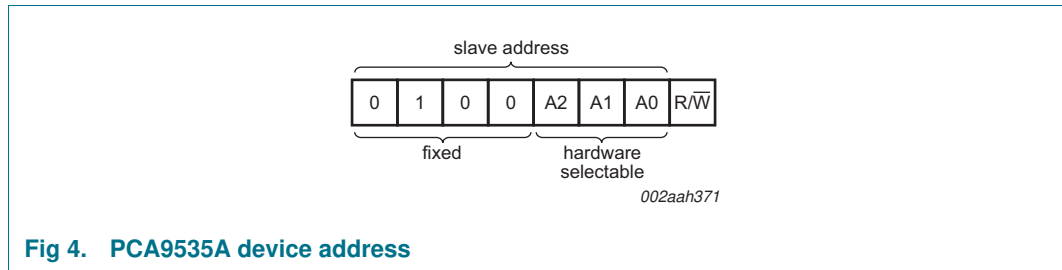 slave address
0 1 0 0 A2 A1 A0 R/W̅
fixed
hardware
selectable
002aah371
Fig 4. PCA9535A device address